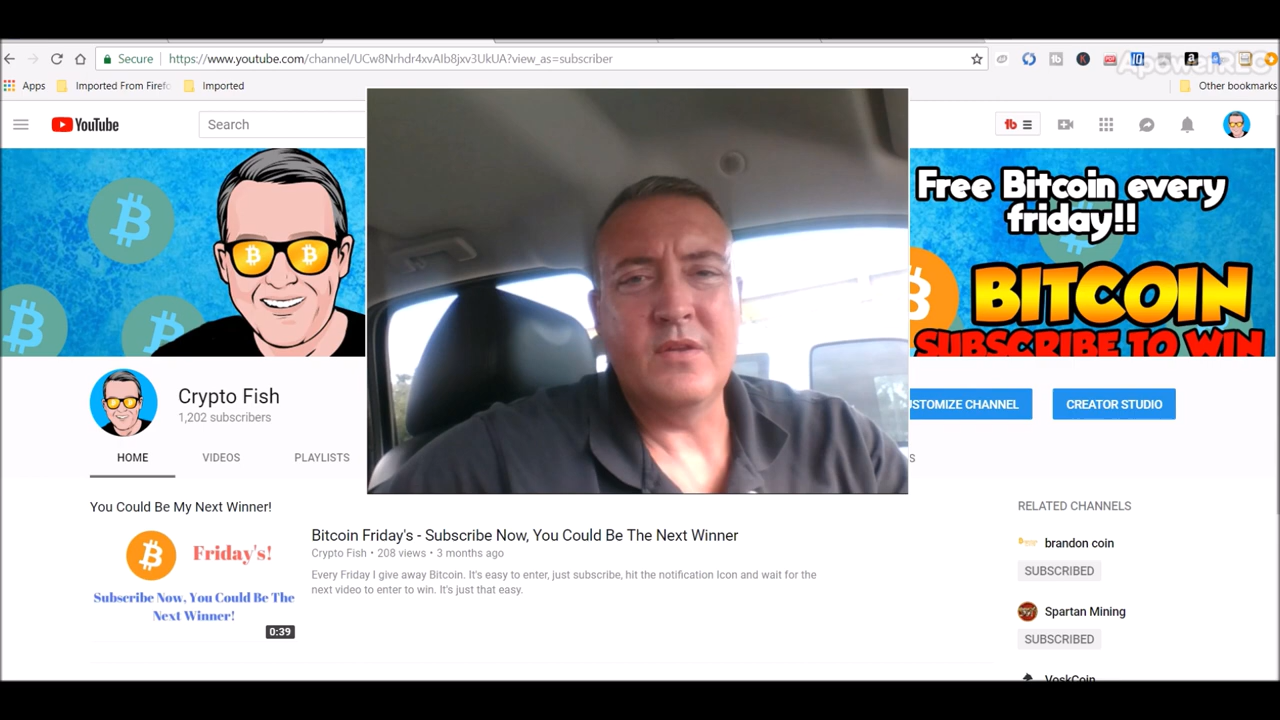 ApowerREC
Secure https://www.youtube.com/channel/UCw8Nrhdr4xvAIb8jxv3UkUA?view_as=subscriber
Apps Imported From Firefo Imported Other bookmarks
YouTube
Search
Free Bitcoin every
friday!!
BITCOIN
SUBSCRIBE TO WIN
Crypto Fish
1,202 subscribers
USTOMIZE CHANNEL
CREATOR STUDIO
HOME VIDEOS PLAYLISTS S
You Could Be My Next Winner!
Friday's!
Subscribe Now, You Could Be The
Next Winner!
0:39
Bitcoin Friday's - Subscribe Now, You Could Be The Next Winner
Crypto Fish • 208 views • 3 months ago
Every Friday I give away Bitcoin. It's easy to enter, just subscribe, hit the notification Icon and wait for the
next video to enter to win. It's just that easy.
RELATED CHANNELS
brandon coin
SUBSCRIBED
Spartan Mining
SUBSCRIBED
VoskCoin